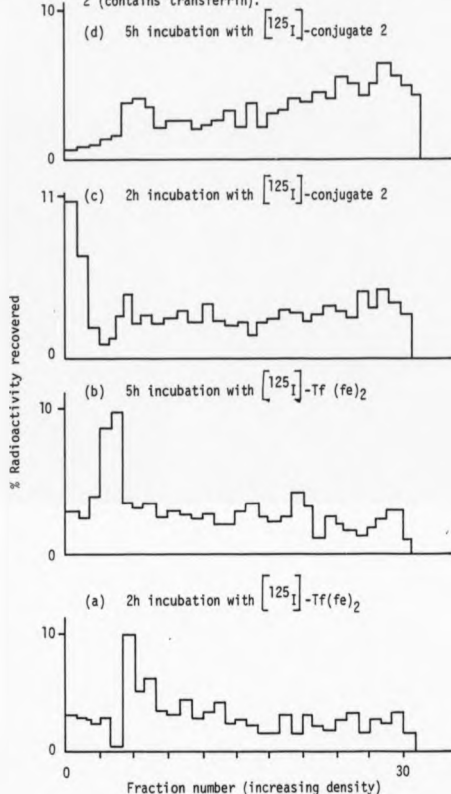 2 (contains transferrin).
10
(d) 5h incubation with [125I]-conjugate 2
0
11
(c) 2h incubation with [125I]-conjugate 2
0
% Radioactivity recovered
10
(b) 5h incubation with [125I]-Tf (fe)2
0
(a) 2h incubation with [125I]-Tf(fe)2
10
0
0
30
Fraction number (increasing density)